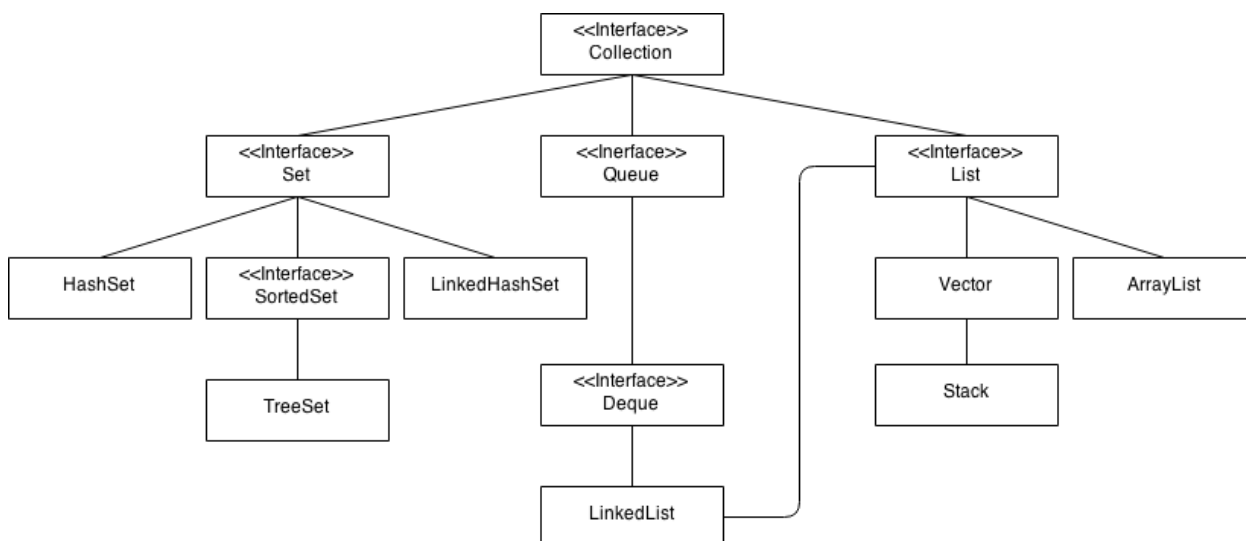 <<Interface>>
Collection
<<Interface>>
Set
<<Inerface>>
Queue
<<Interface>>
List
HashSet
<<Interface>>
SortedSet
LinkedHashSet
Vector
ArrayList
TreeSet
<<Interface>>
Deque
Stack
LinkedList